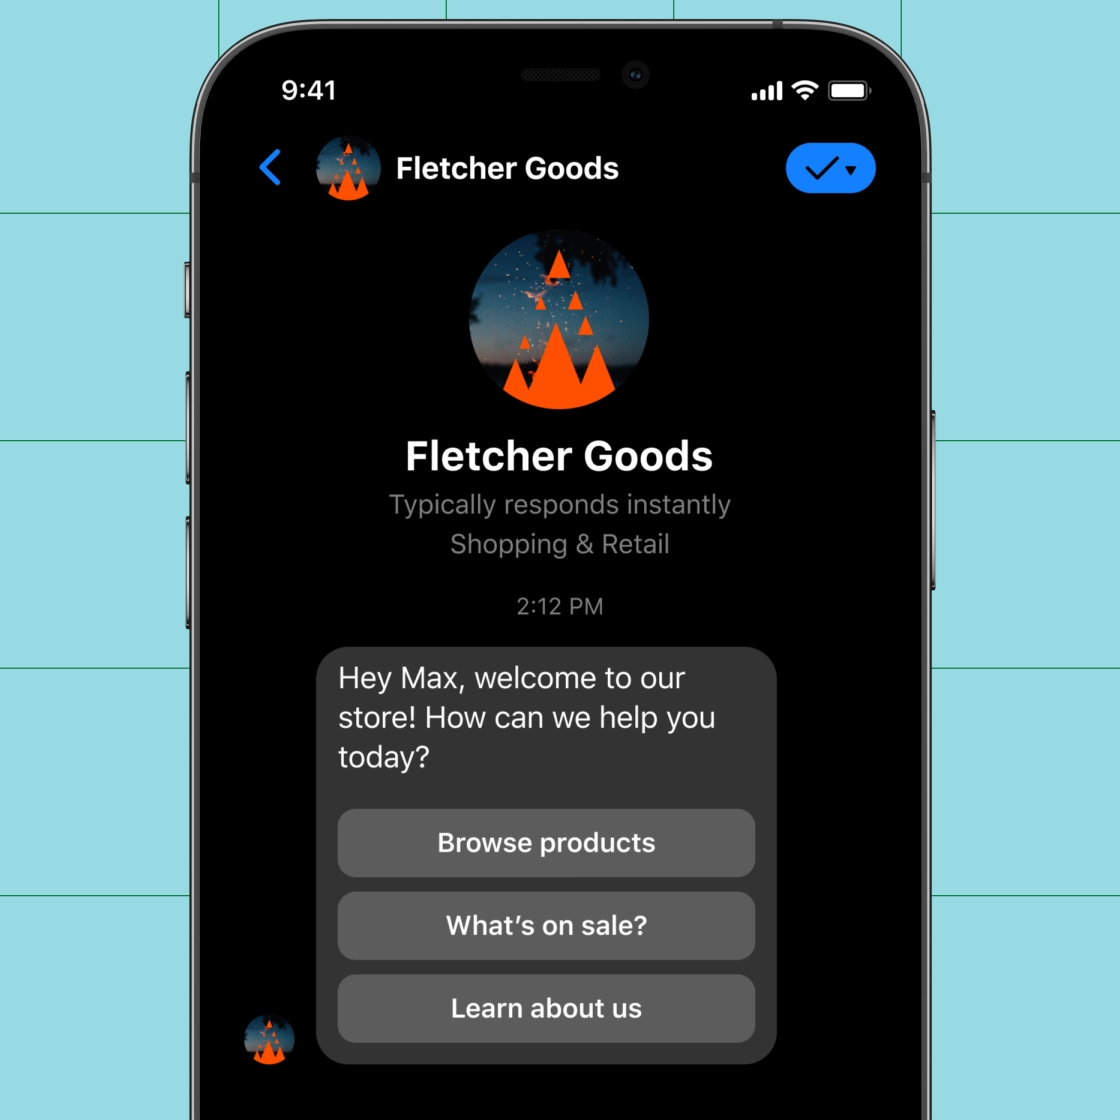 9:41
Fletcher Goods
Fletcher Goods
Typically responds instantly
Shopping & Retail
2:12 PM
Hey Max, welcome to our
store! How can we help you
today?
Browse products
What’s on sale?
Learn about us